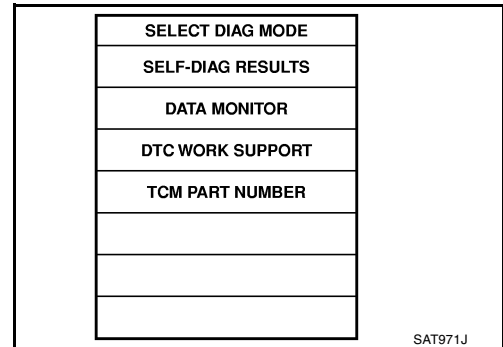 SELECT DIAG MODE
SELF-DIAG RESULTS
DATA MONITOR
DTC WORK SUPPORT
TCM PART NUMBER
SAT971J